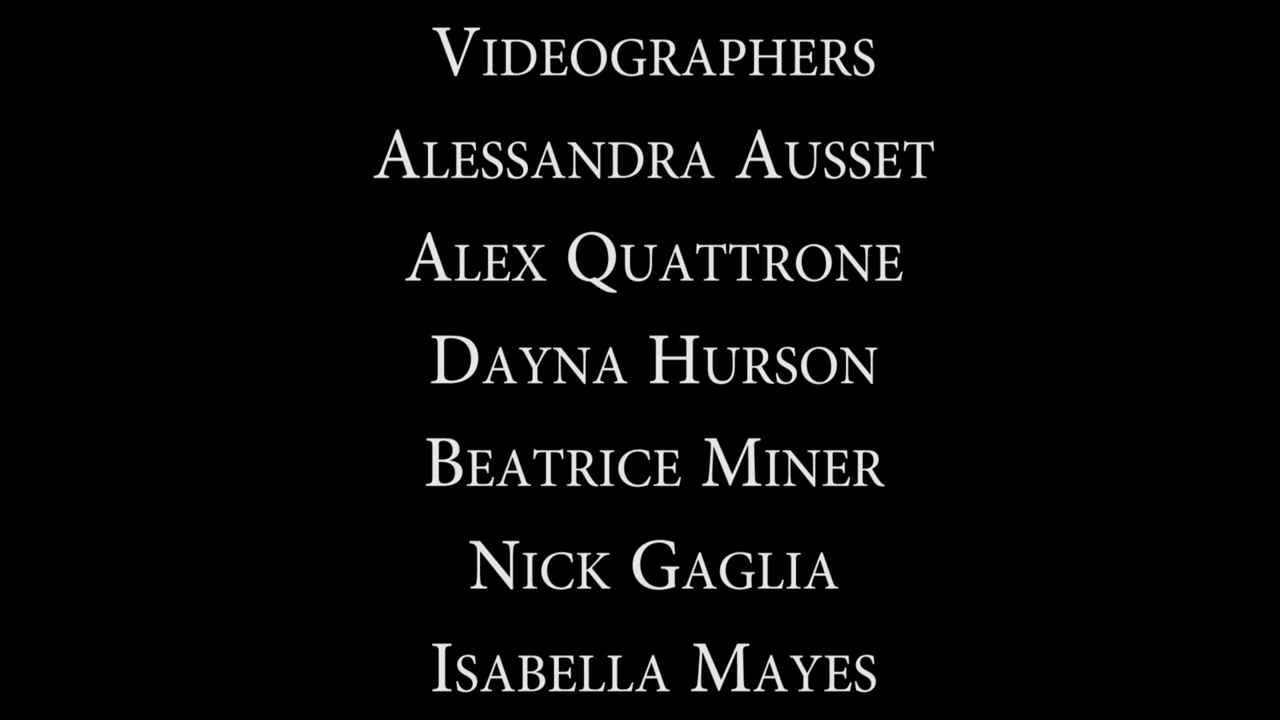 Videographers
Alessandra Ausset
Alex Quattrone
Dayna Hurson
Beatrice Miner
Nick Gaglia
Isabella Mayes